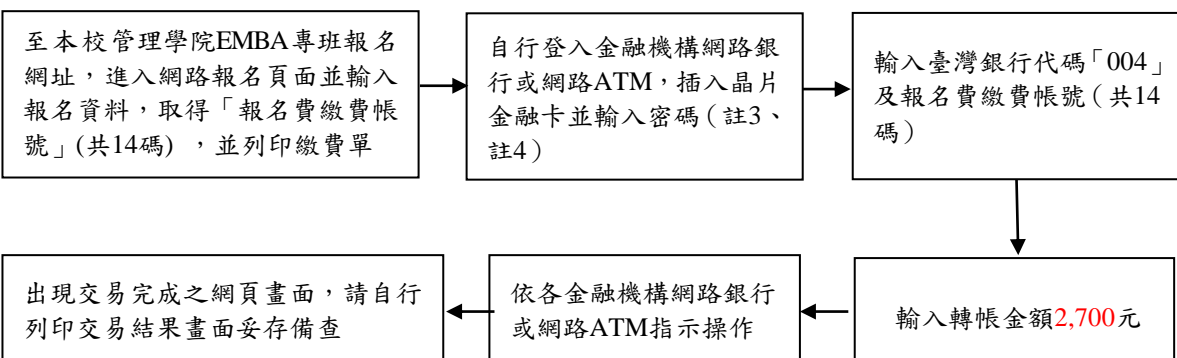 至本校管理學院EMBA專班報名
網址，進入網路報名頁面並輸入
報名資料，取得「報名費繳費帳
號」(共14碼) ，並列印繳費單
自行登入金融機構網路銀
行或網路ATM，插入晶片
金融卡並輸入密碼（註3、
註4）
輸入臺灣銀行代碼「004」
及報名費繳費帳號（共14
碼）
輸入轉帳金額2,700元
依各金融機構網路銀行
或網路ATM指示操作
出現交易完成之網頁畫面，請自行
列印交易結果畫面妥存備查